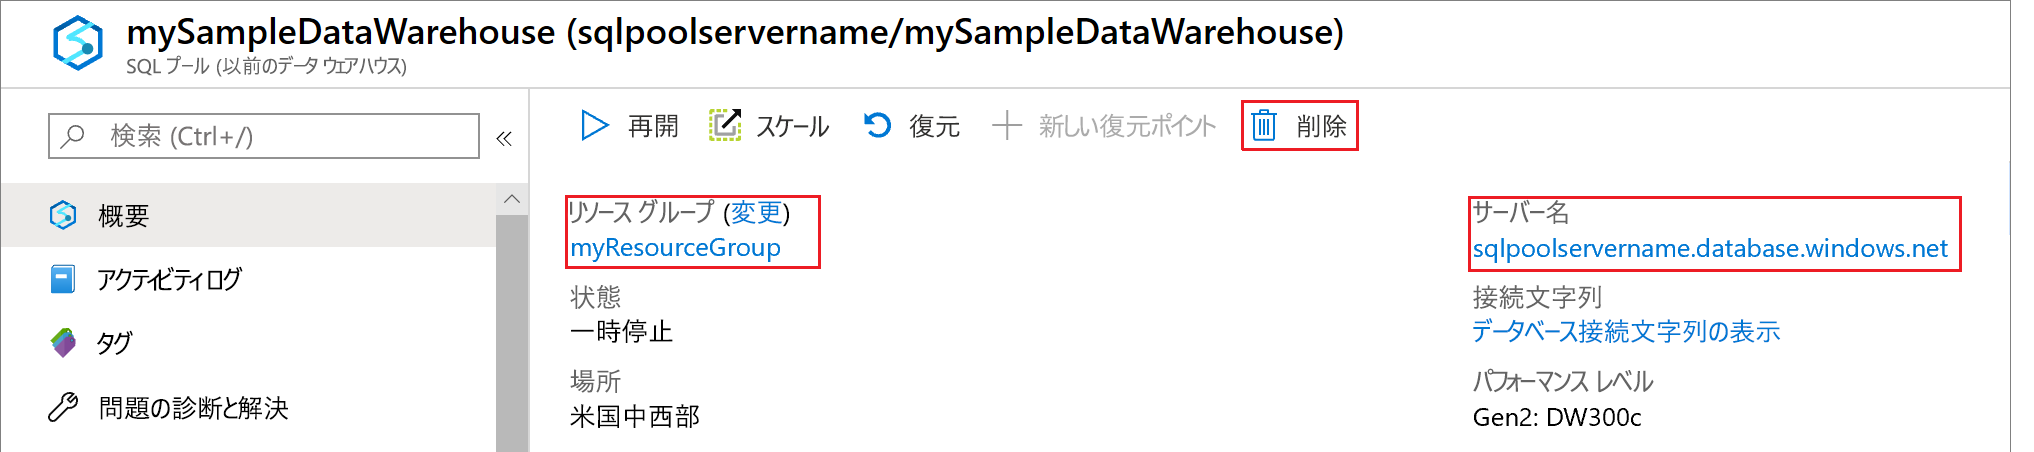 mySampleDataWarehouse (sqlpoolservername/mySampleDataWarehouse)
SQL プール (以前のデータ ウェアハウス)
検索 (Ctrl+/)
«
概要
アクティビティログ
タグ
問題の診断と解決
再開
スケール
復元
新しい復元ポイント
削除
リソース グループ (変更)
myResourceGroup
状態
一時停止
場所
米国中西部
サーバー名
sqlpoolservername.database.windows.net
接続文字列
データベース接続文字列の表示
パフォーマンス レベル
Gen2: DW300c